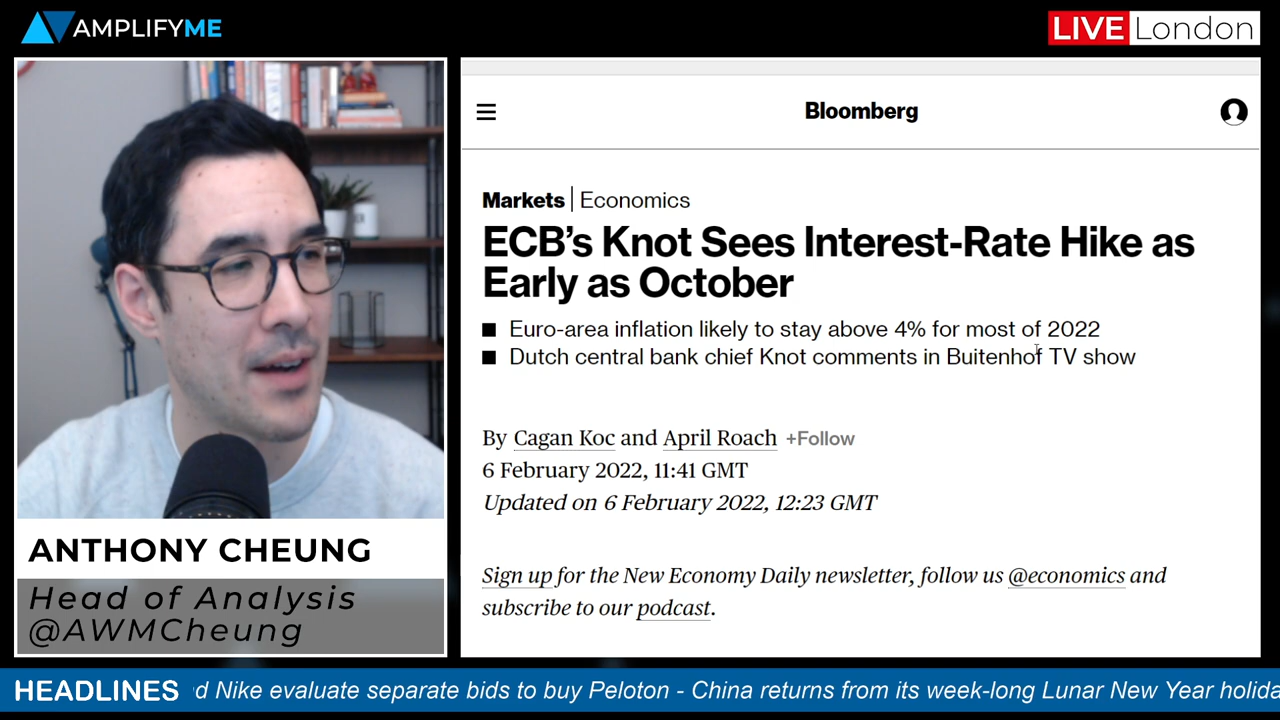 AMPLIFYME
LIVE London
Bloomberg
Markets | Economics
ECB's Knot Sees Interest-Rate Hike as
Early as October
■ Euro-area inflation likely to stay above 4% for most of 2022
■ Dutch central bank chief Knot comments in Buitenhof TV show
By Cagan Koc and April Roach +Follow
6 February 2022, 11:41 GMT
Updated on 6 February 2022, 12:23 GMT
Sign up for the New Economy Daily newsletter, follow us @economics and
subscribe to our podcast.
ANTHONY CHEUNG
Head of Analysis
@AWMCheung
HEADLINES d Nike evaluate separate bids to buy Peloton - China returns from its week-long Lunar New Year holida